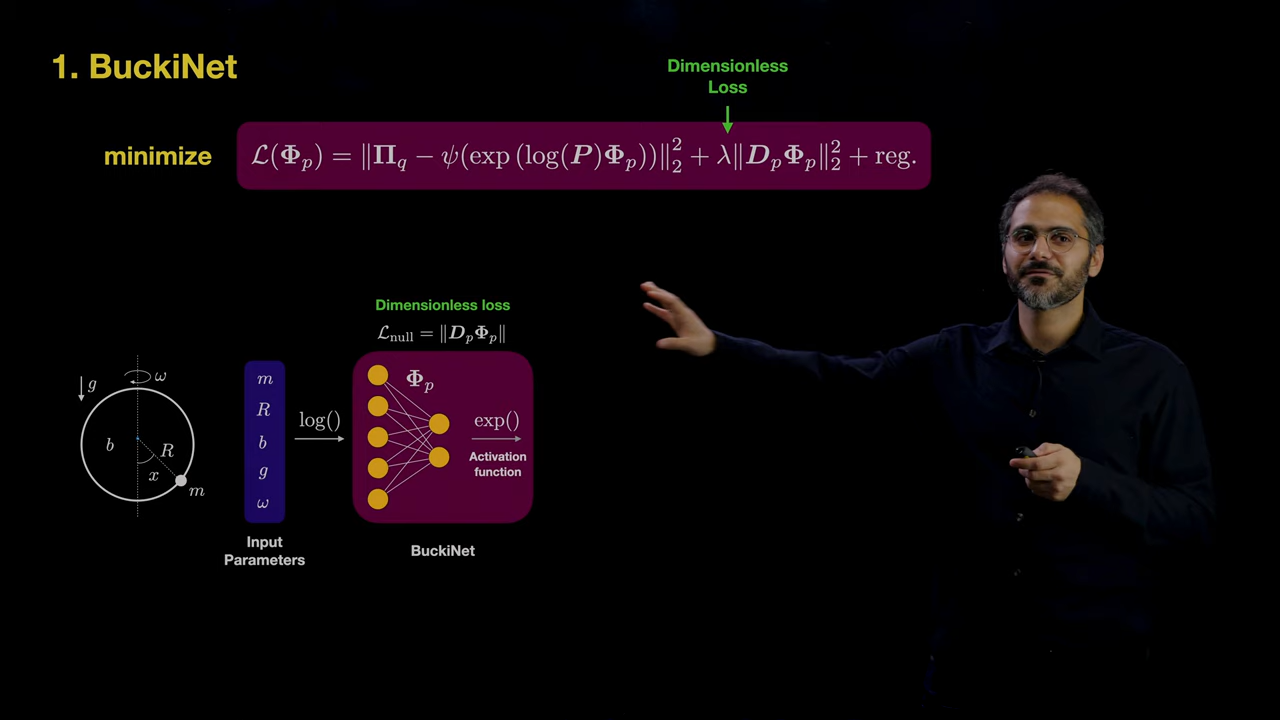 1. BuckiNet
Dimensionless
Loss
minimize
ℒ(Φ_p) = ‖Π_q − ψ(exp (log(P)Φ_p))‖₂² + λ‖D_pΦ_p‖₂² + reg.
Dimensionless loss
ℒ_null = ‖D_pΦ_p‖
g
ω
b
R
x
m
m
R
b
g
ω
log()
Φ_p
exp()
Activation
function
Input
Parameters
BuckiNet